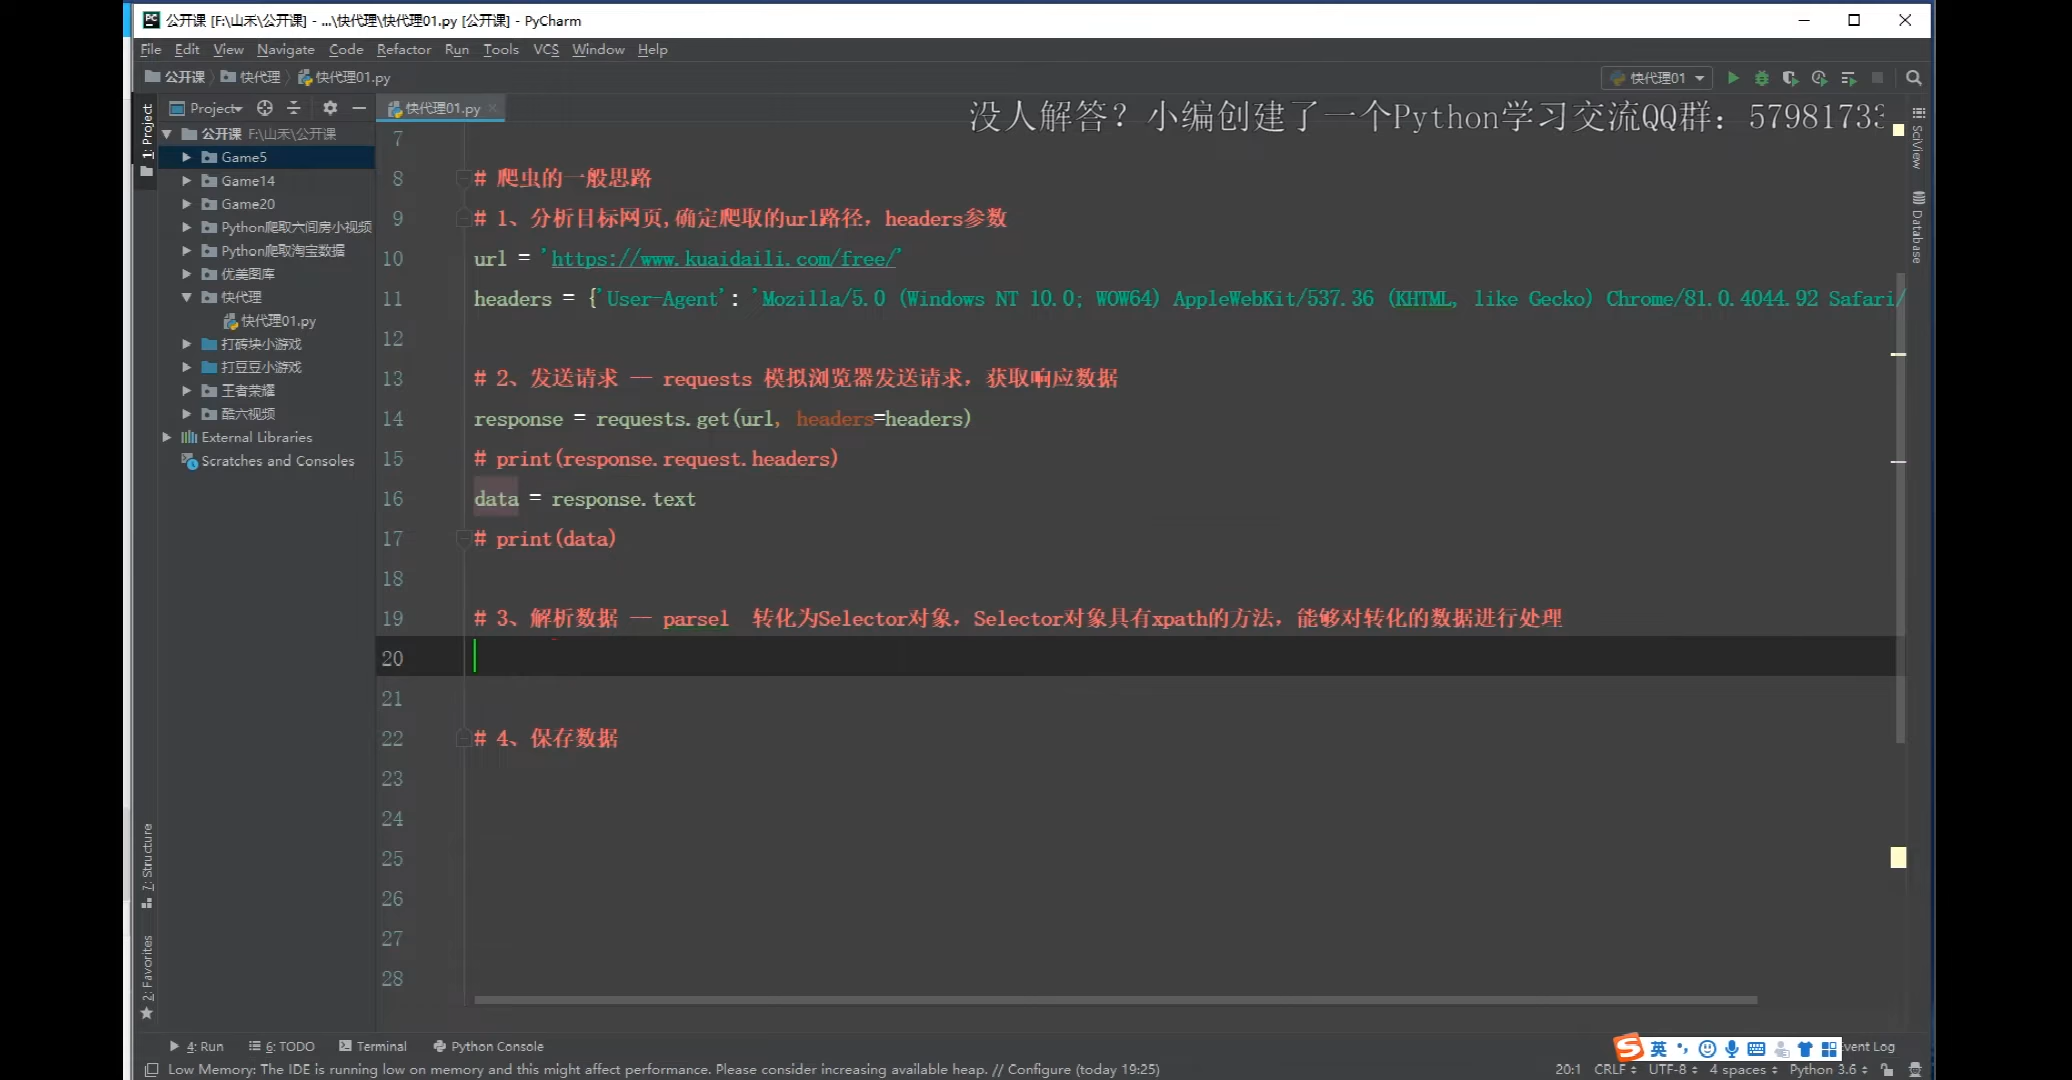 公开课 [F:\山禾\公开课] - ...\快代理\快代理01.py [公开课] - PyCharm
File Edit View Navigate Code Refactor Run Tools VCS Window Help
公开课 快代理 快代理01.py
快代理01
Project
快代理01.py
没人解答？小编创建了一个Python学习交流QQ群：57981733
1: Project
公开课 F:\山禾\公开课
Game5
Game14
Game20
Python爬取六间房小视频
Python爬取淘宝数据
优美图库
快代理
快代理01.py
打砖块小游戏
打豆豆小游戏
王者荣耀
酷六视频
External Libraries
Scratches and Consoles
7: Structure
2: Favorites
7
8 # 爬虫的一般思路
9 # 1、分析目标网页,确定爬取的url路径，headers参数
10 url = 'https://www.kuaidaili.com/free/'
11 headers = {'User-Agent': 'Mozilla/5.0 (Windows NT 10.0; WOW64) AppleWebKit/537.36 (KHTML, like Gecko) Chrome/81.0.4044.92 Safari/
12
13 # 2、发送请求 -- requests 模拟浏览器发送请求，获取响应数据
14 response = requests.get(url, headers=headers)
15 # print(response.request.headers)
16 data = response.text
17 # print(data)
18
19 # 3、解析数据 -- parsel  转化为Selector对象，Selector对象具有xpath的方法，能够对转化的数据进行处理
20
21
22 # 4、保存数据
23
24
25
26
27
28
SciView
Database
4: Run 6: TODO Terminal Python Console
英
Event Log
Low Memory: The IDE is running low on memory and this might affect performance. Please consider increasing available heap. // Configure (today 19:25)
20:1 CRLF UTF-8 4 spaces Python 3.6